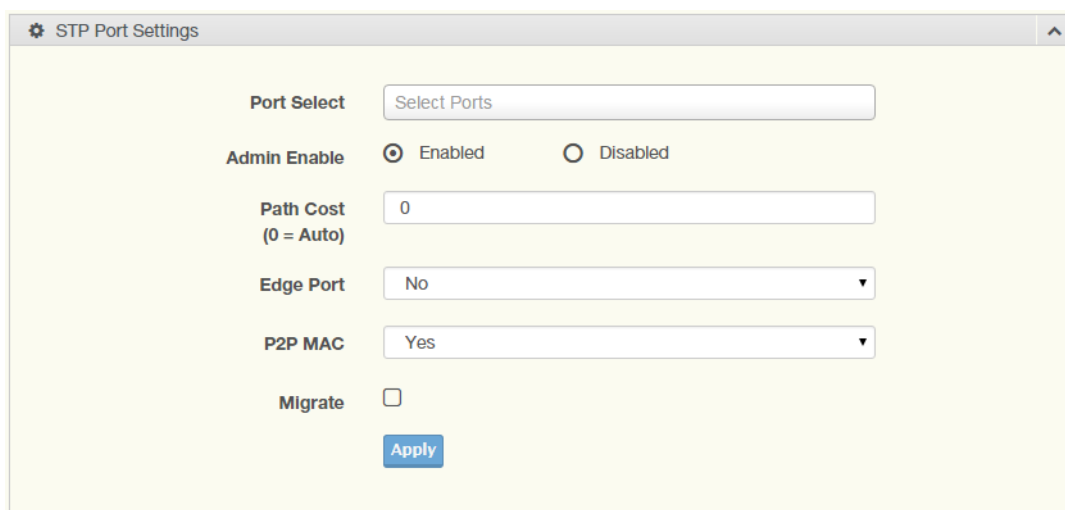 STP Port Settings
Port Select Select Ports
Admin Enable Enabled Disabled
Path Cost 0
(0 = Auto)
Edge Port No
P2P MAC Yes
Migrate
Apply